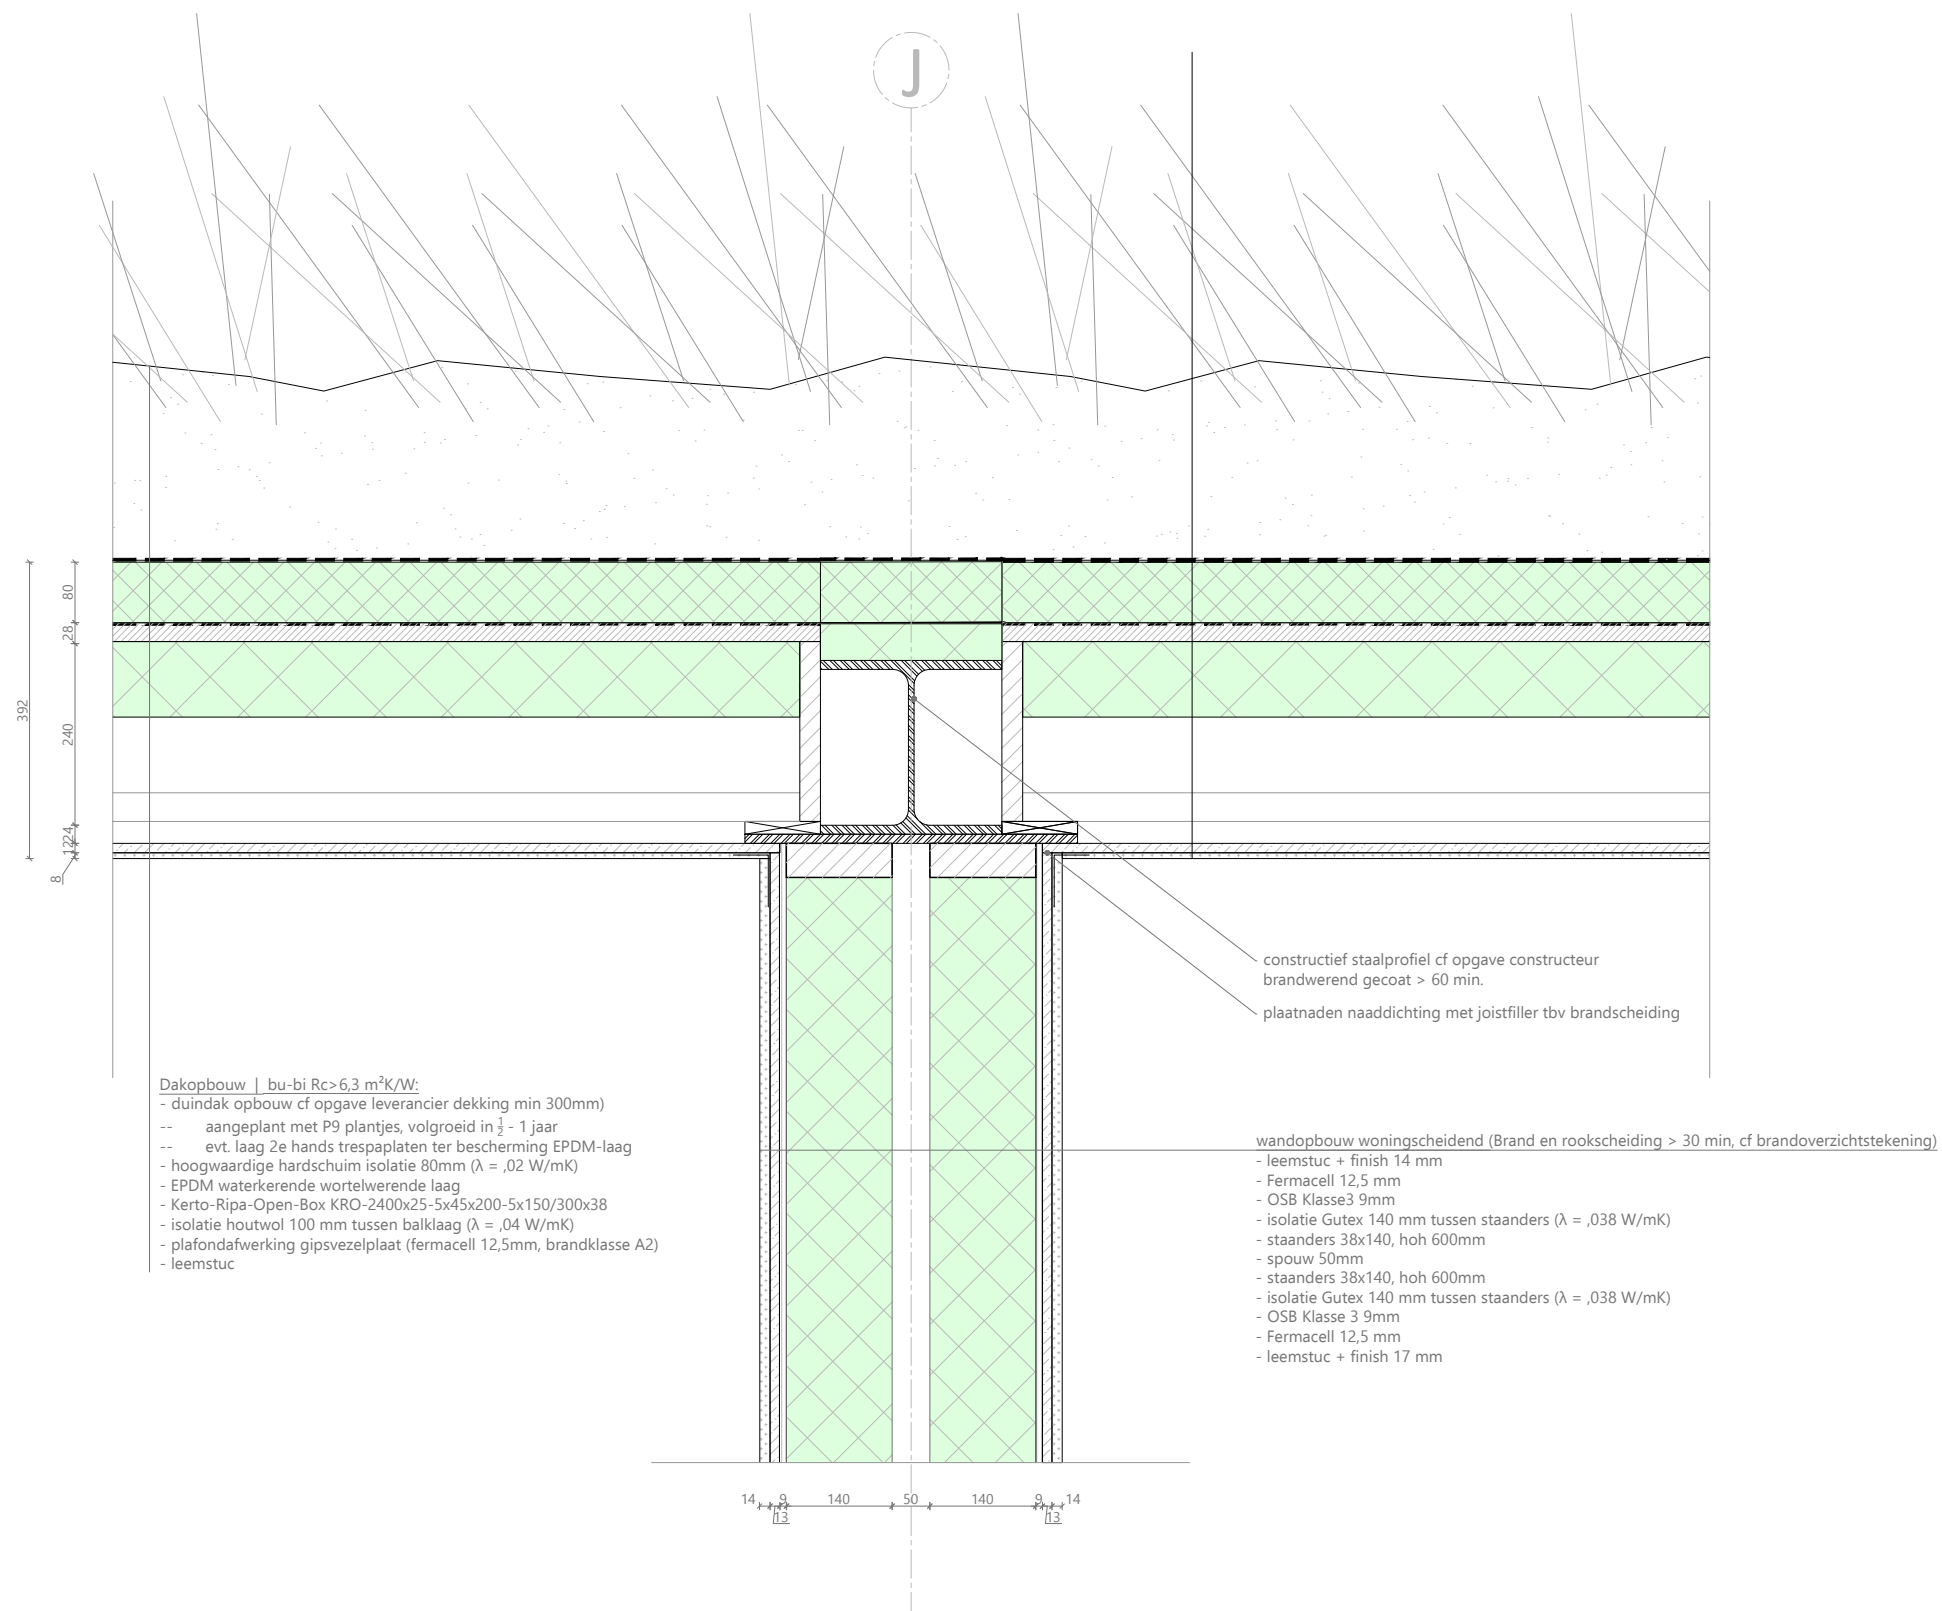 J
80
28
392
240
24
12
8
constructief staalprofiel cf opgave constructeur
brandwerend gecoat > 60 min.
plaatnaden naaddichting met joistfiller tbv brandscheiding
Dakopbouw | bu-bi Rc>6,3 m²K/W:
- duindak opbouw cf opgave leverancier dekking min 300mm)
-- aangeplant met P9 plantjes, volgroeid in ½ - 1 jaar
-- evt. laag 2e hands trespaplaten ter bescherming EPDM-laag
- hoogwaardige hardschuim isolatie 80mm (λ = ,02 W/mK)
- EPDM waterkerende wortelwerende laag
- Kerto-Ripa-Open-Box KRO-2400x25-5x45x200-5x150/300x38
- isolatie houtwol 100 mm tussen balklaag (λ = ,04 W/mK)
- plafondafwerking gipsvezelplaat (fermacell 12,5mm, brandklasse A2)
- leemstuc
wandopbouw woningscheidend (Brand en rookscheiding > 30 min, cf brandoverzichtstekening)
- leemstuc + finish 14 mm
- Fermacell 12,5 mm
- OSB Klasse3 9mm
- isolatie Gutex 140 mm tussen staanders (λ = ,038 W/mK)
- staanders 38x140, hoh 600mm
- spouw 50mm
- staanders 38x140, hoh 600mm
- isolatie Gutex 140 mm tussen staanders (λ = ,038 W/mK)
- OSB Klasse 3 9mm
- Fermacell 12,5 mm
- leemstuc + finish 17 mm
14 9 140 50 140 9 14
13 13